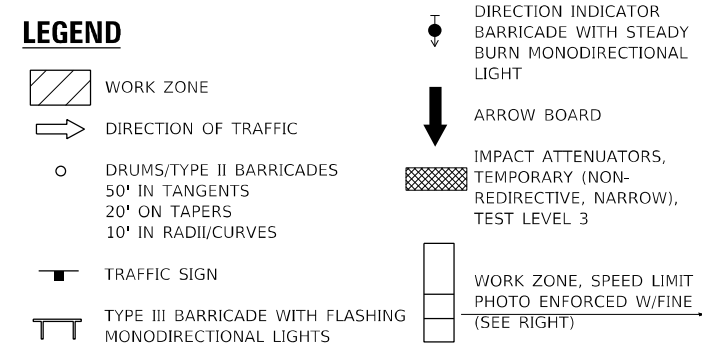 LEGEND
WORK ZONE
DIRECTION OF TRAFFIC
DRUMS/TYPE II BARRICADES
50' IN TANGENTS
20' ON TAPERS
10' IN RADII/CURVES
TRAFFIC SIGN
TYPE III BARRICADE WITH FLASHING
MONODIRECTIONAL LIGHTS
DIRECTION INDICATOR
BARRICADE WITH STEADY
BURN MONODIRECTIONAL
LIGHT
ARROW BOARD
IMPACT ATTENUATORS,
TEMPORARY (NON-
REDIRECTIVE, NARROW),
TEST LEVEL 3
WORK ZONE, SPEED LIMIT
PHOTO ENFORCED W/FINE
(SEE RIGHT)